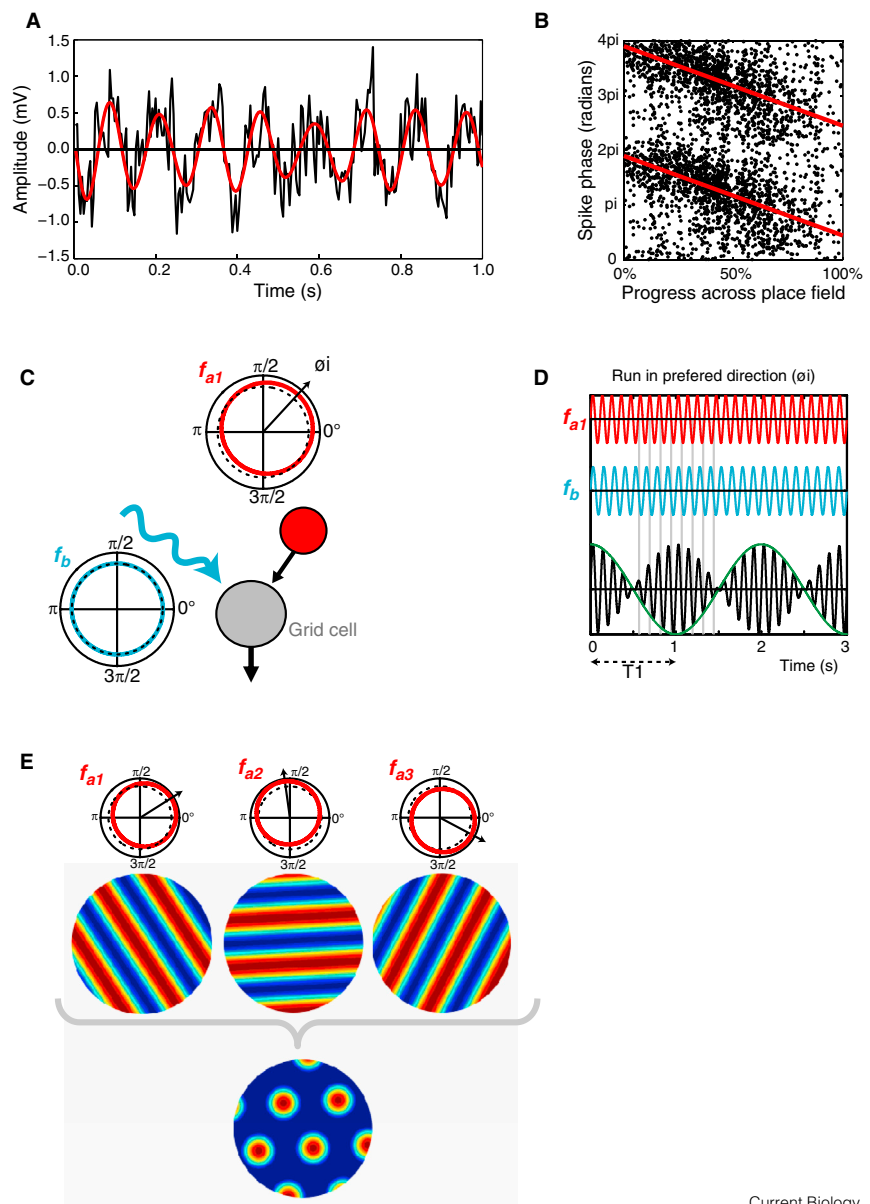 A
Amplitude (mV)
1.5
1.0
0.5
0.0
−0.5
−1.0
−1.5
0.0 0.2 0.4 0.6 0.8 1.0
Time (s)
B
Spike phase (radians)
4pi
3pi
2pi
pi
0
0% 50% 100%
Progress across place field
C
fa1
π/2
øi
π
0°
3π/2
fb
π/2
π
0°
3π/2
Grid cell
D
Run in prefered direction (øi)
fa1
fb
0 1 2 3
T1
Time (s)
E
fa1
π/2
π
0°
3π/2
fa2
π/2
π
0°
3π/2
fa3
π/2
π
0°
3π/2